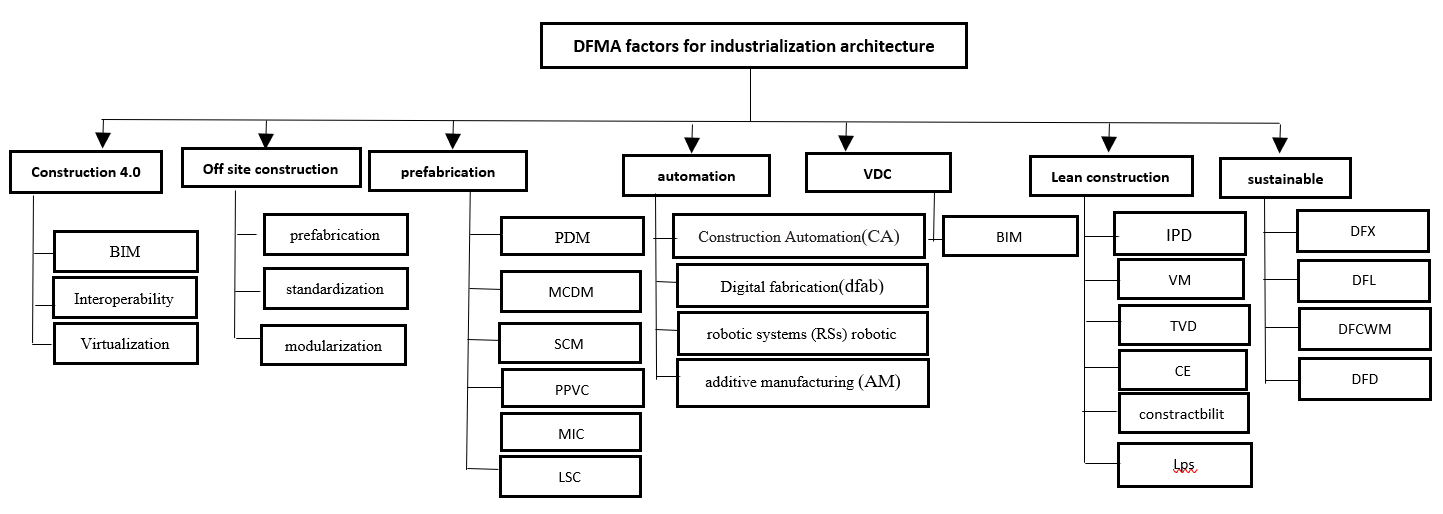 DFMA factors for industrialization architecture
Construction 4.0
BIM
Interoperability
Virtualization
Off site construction
prefabrication
standardization
modularization
prefabrication
PDM
MCDM
SCM
PPVC
MIC
LSC
automation
Construction Automation(CA)
Digital fabrication(dfab)
robotic systems (RSs) robotic
additive manufacturing (AM)
VDC
BIM
Lean construction
IPD
VM
TVD
CE
constractbilit
Lps
sustainable
DFX
DFL
DFCWM
DFD